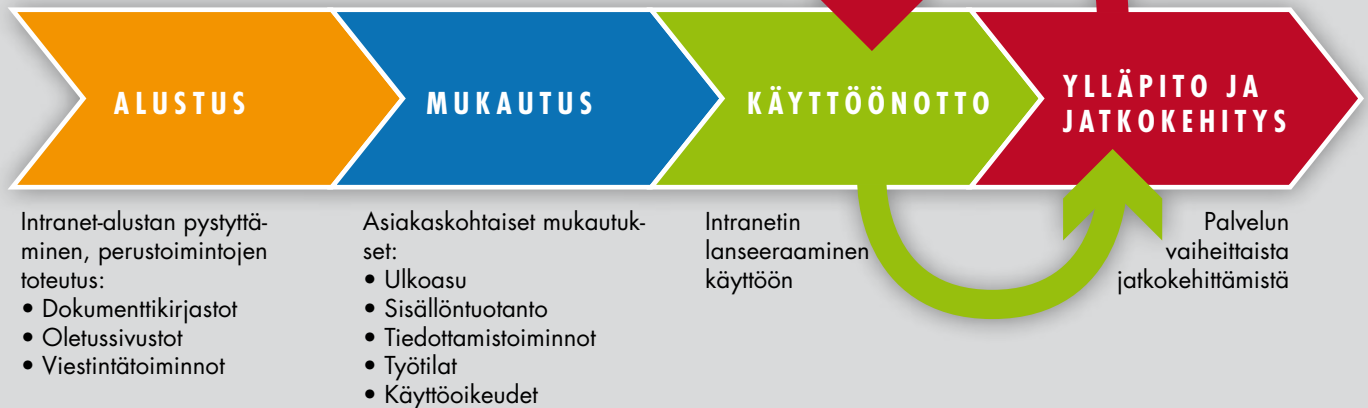 ALUSTUS
MUKAUTUS
KÄYTTÖÖNOTTO
YLLÄPITO JA
JATKOKEHITYS
Intranet-alustan pystyttä-
minen, perustoimintojen
toteutus:
• Dokumenttikirjastot
• Oletussivustot
• Viestintätoiminnot
Asiakaskohtaiset mukautuk-
set:
• Ulkoasu
• Sisällöntuotanto
• Tiedottamistoiminnot
• Työtilat
• Käyttöoikeudet
Intranetin
lanseeraaminen
käyttöön
Palvelun
vaiheittaista
jatkokehittämistä